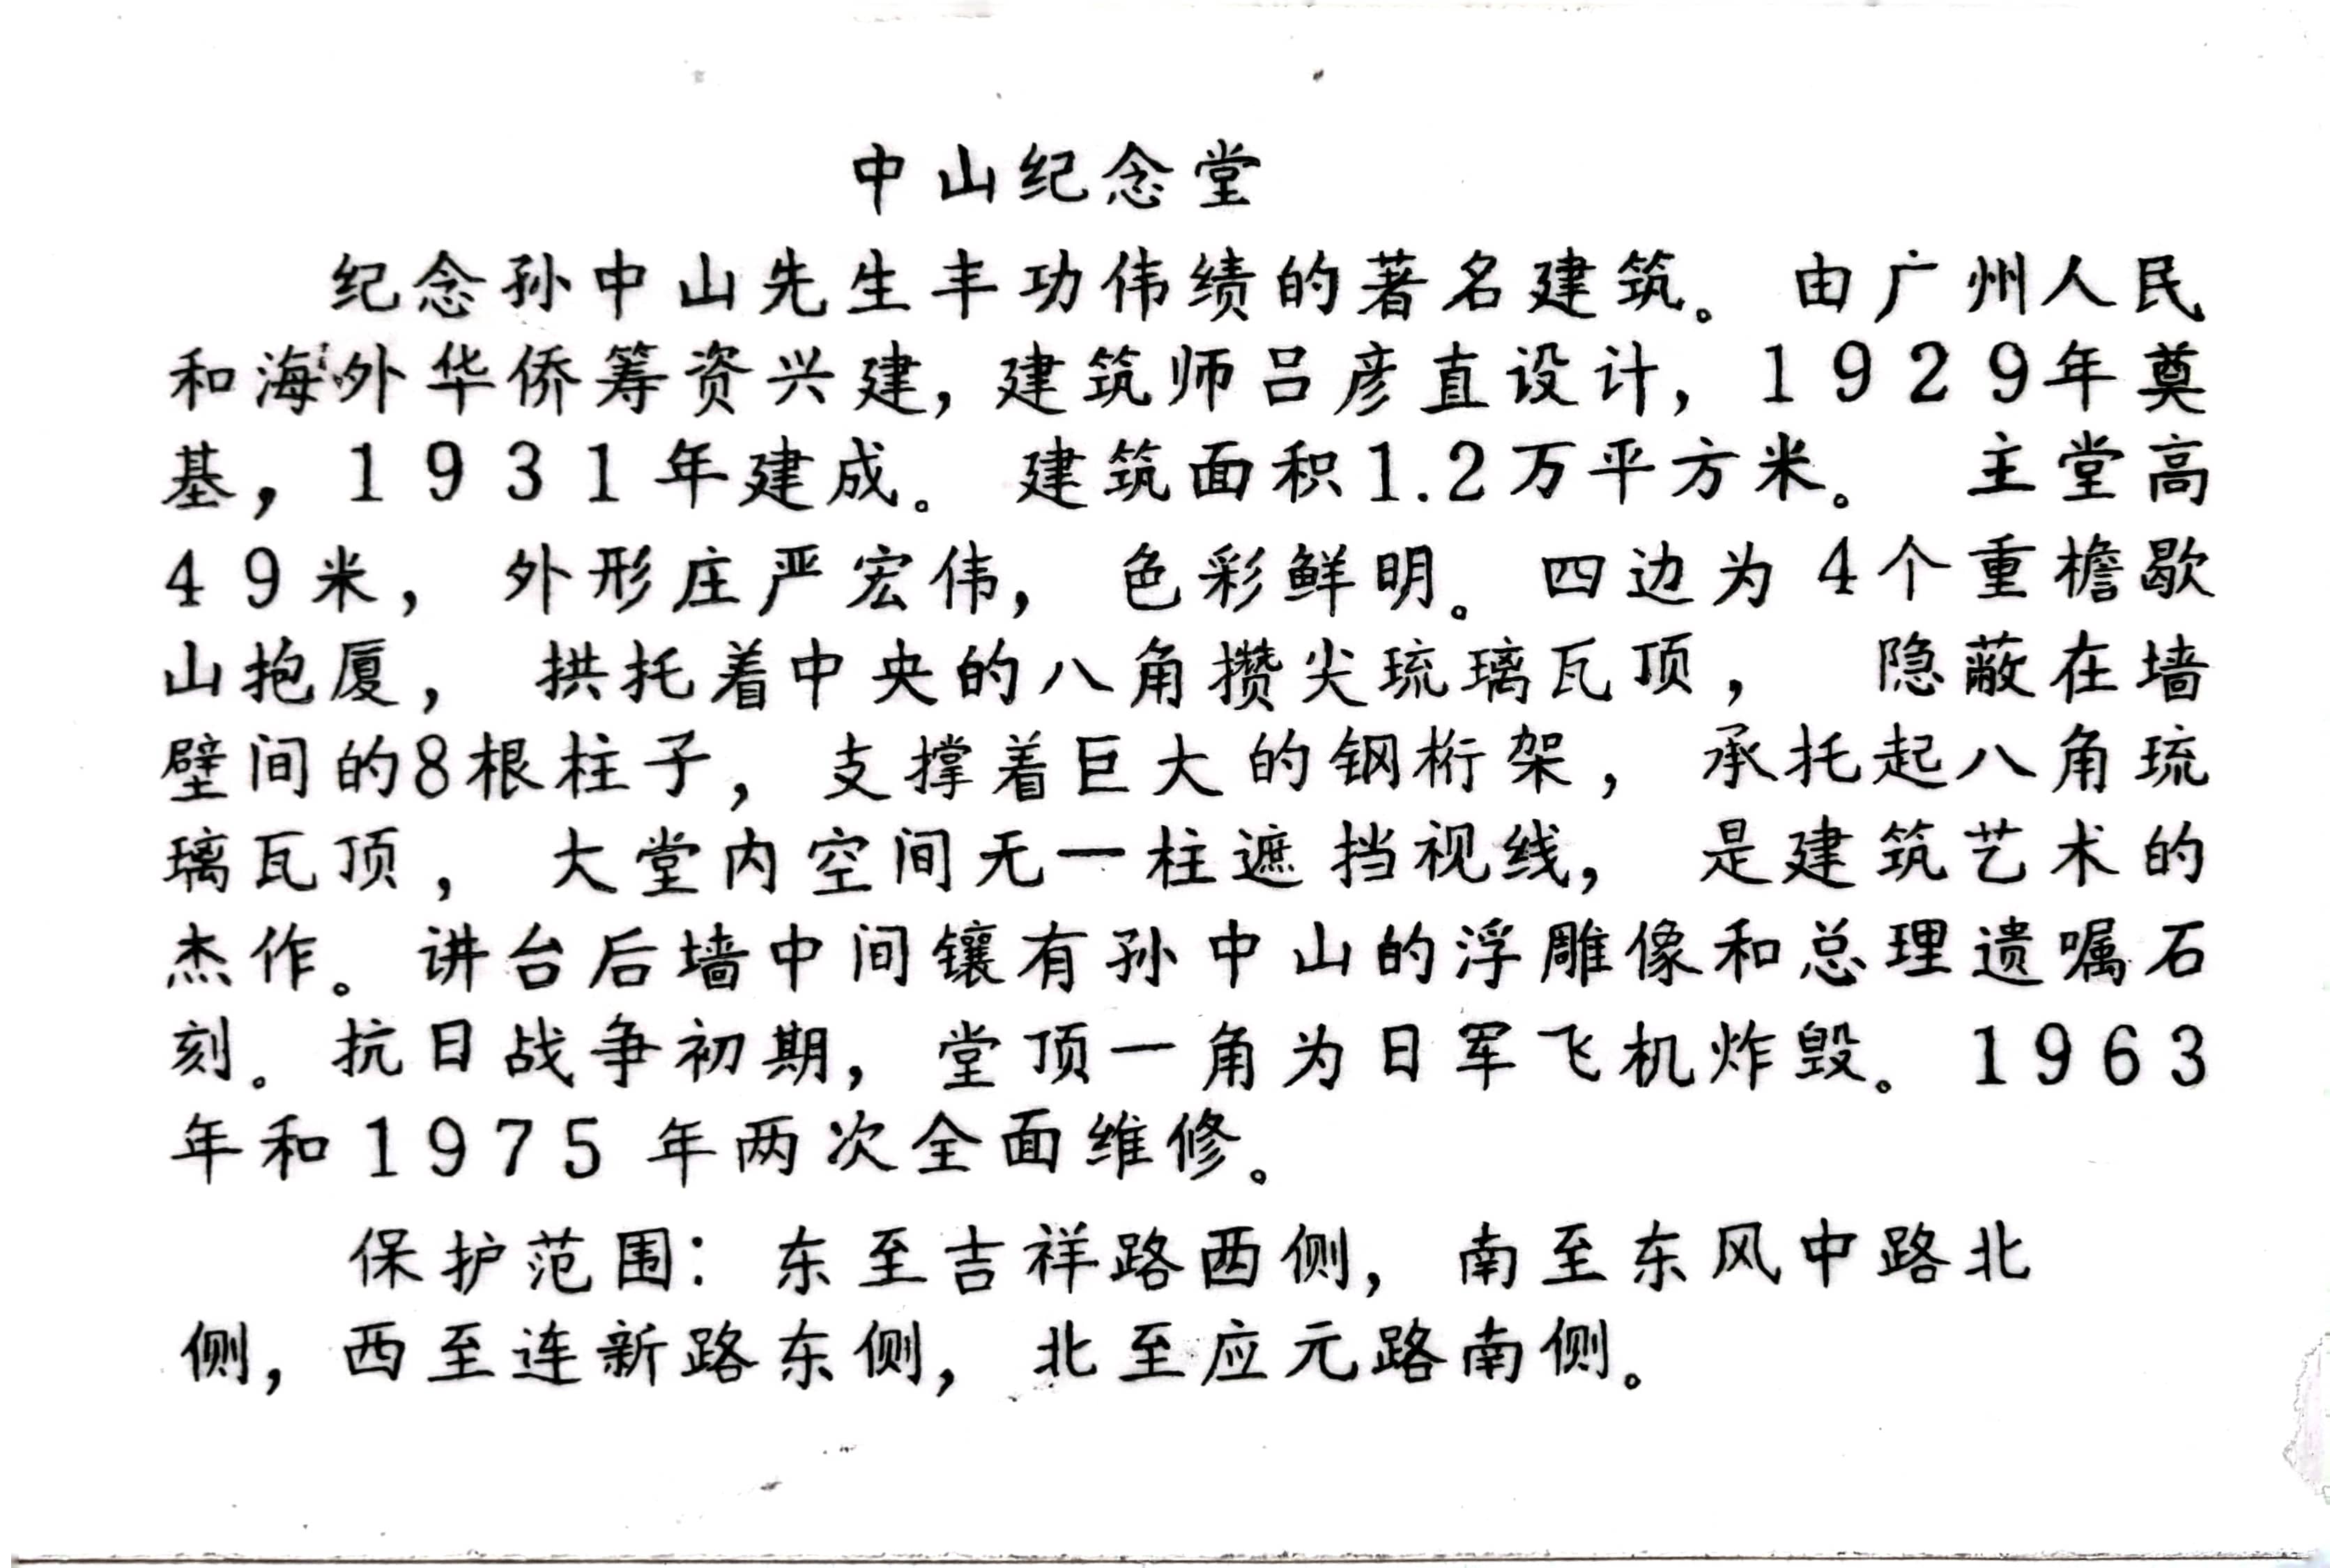 中山纪念堂
纪念孙中山先生丰功伟绩的著名建筑。由广州人民
和海外华侨筹资兴建，建筑师吕彦直设计，1929年奠
基，1931年建成。建筑面积1.2万平方米。主堂高
49米，外形庄严宏伟，色彩鲜明。四边为4个重檐歇
山抱厦，拱托着中央的八角攒尖琉璃瓦顶，隐蔽在墙
壁间的8根柱子，支撑着巨大的钢桁架，承托起八角琉
璃瓦顶，大堂内空间无一柱遮挡视线，是建筑艺术的
杰作。讲台后墙中间镶有孙中山的浮雕像和总理遗嘱石
刻。抗日战争初期，堂顶一角为日军飞机炸毁。1963
年和1975年两次全面维修。
保护范围：东至吉祥路西侧，南至东风中路北
侧，西至连新路东侧，北至应元路南侧。